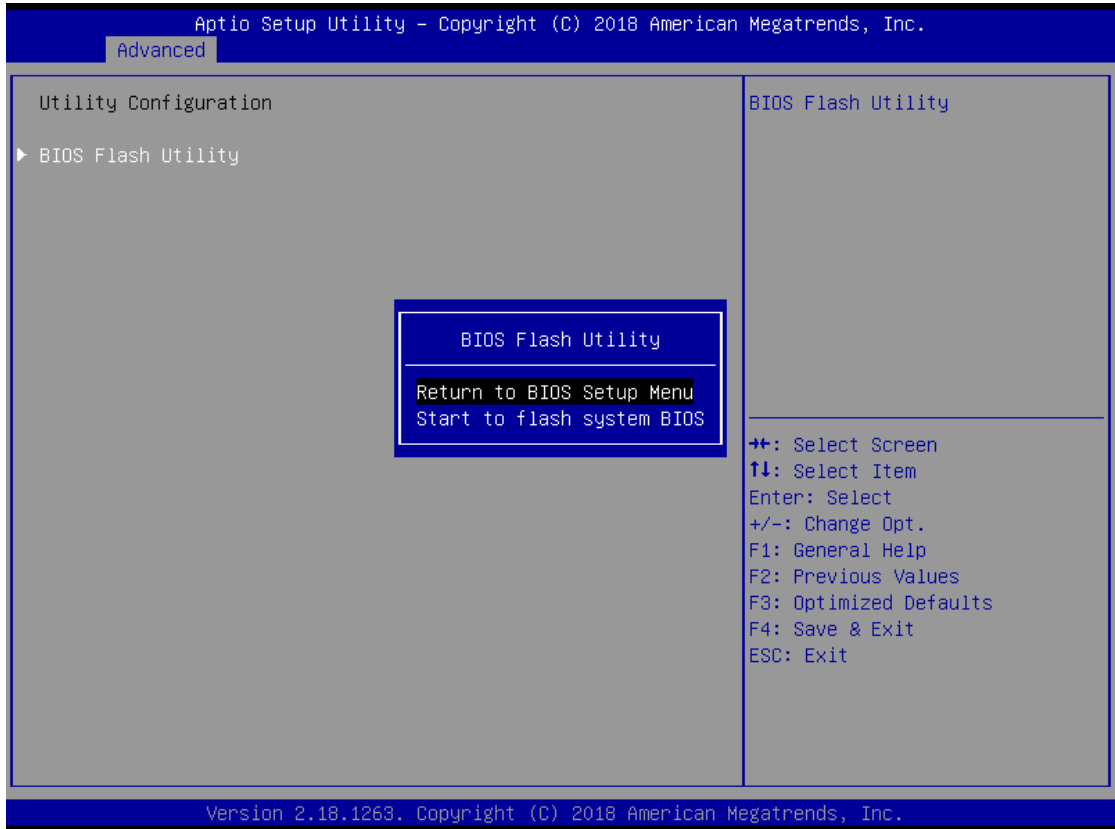 Aptio Setup Utility – Copyright (C) 2018 American Megatrends, Inc.
Advanced
Utility Configuration
▶ BIOS Flash Utility
BIOS Flash Utility
BIOS Flash Utility
Return to BIOS Setup Menu
Start to flash system BIOS
→←: Select Screen
↑↓: Select Item
Enter: Select
+/-: Change Opt.
F1: General Help
F2: Previous Values
F3: Optimized Defaults
F4: Save & Exit
ESC: Exit
Version 2.18.1263. Copyright (C) 2018 American Megatrends, Inc.